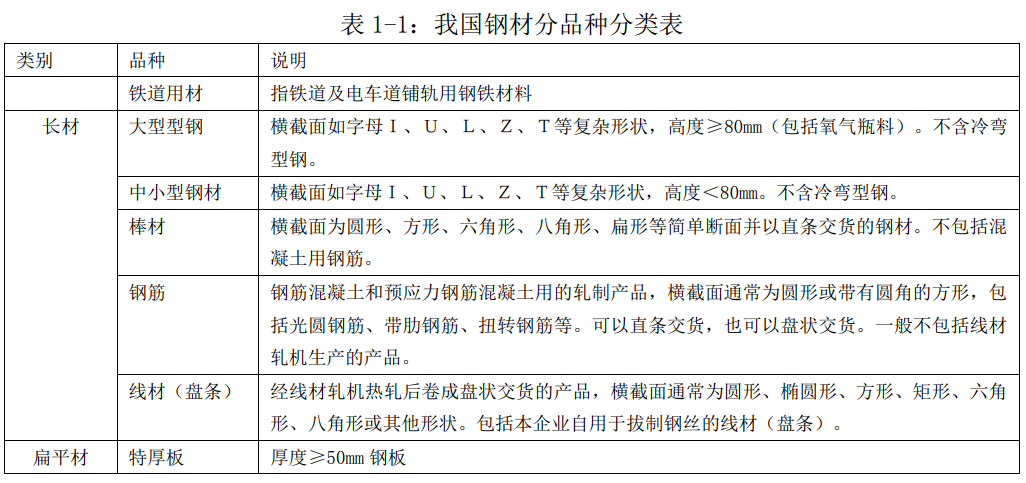 表 1-1：我国钢材分品种分类表
类别 品种 说明
铁道用材 指铁道及电车道铺轨用钢铁材料
长材 大型型钢 横截面如字母Ｉ、Ｕ、Ｌ、Ｚ、Ｔ等复杂形状，高度≥80mm（包括氧气瓶料）。不含冷弯
型钢。
中小型钢材 横截面如字母Ｉ、Ｕ、Ｌ、Ｚ、Ｔ等复杂形状，高度＜80mm。不含冷弯型钢。
棒材 横截面为圆形、方形、六角形、八角形、扁形等简单断面并以直条交货的钢材。不包括混
凝土用钢筋。
钢筋 钢筋混凝土和预应力钢筋混凝土用的轧制产品，横截面通常为圆形或带有圆角的方形，包
括光圆钢筋、带肋钢筋、扭转钢筋等。可以直条交货，也可以盘状交货。一般不包括线材
轧机生产的产品。
线材（盘条） 经线材轧机热轧后卷成盘状交货的产品，横截面通常为圆形、椭圆形、方形、矩形、六角
形、八角形或其他形状。包括本企业自用于拔制钢丝的线材（盘条）。
扁平材 特厚板 厚度≥50mm 钢板